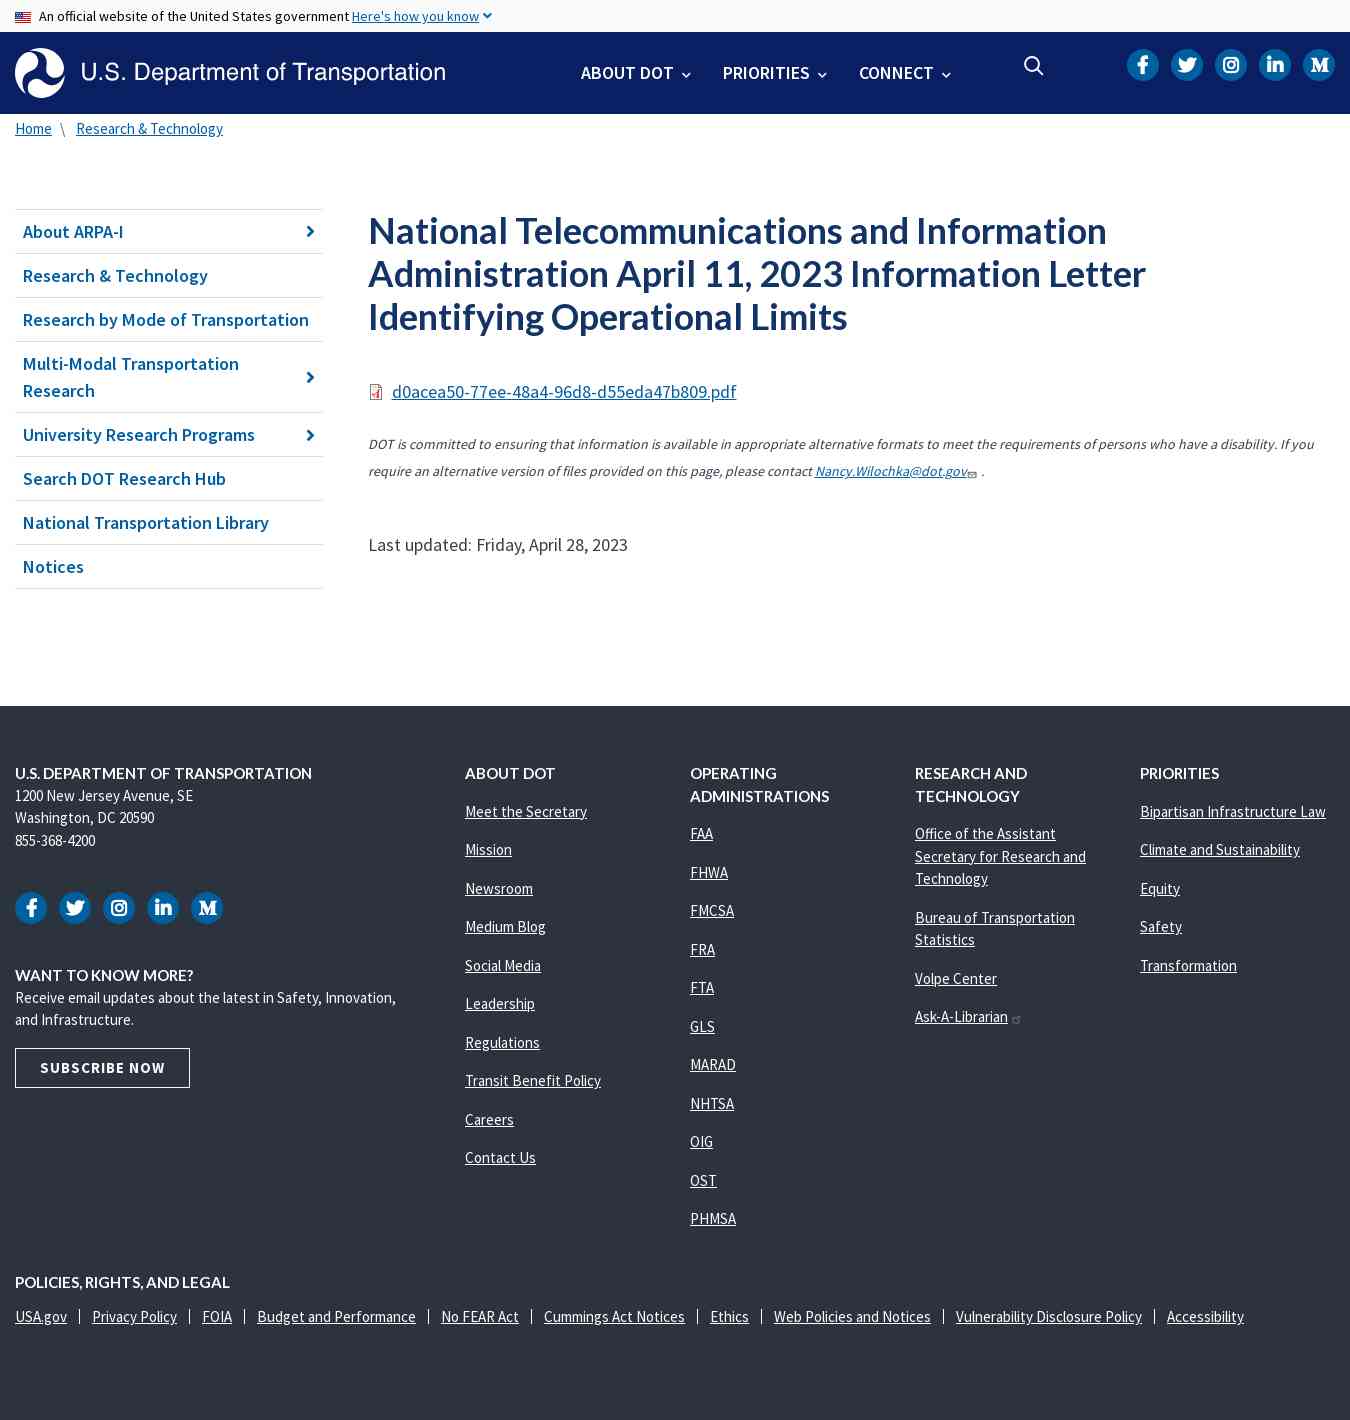 An official website of the United States government Here's how you know
U.S. Department of Transportation
ABOUT DOT
PRIORITIES
CONNECT
Home \ Research & Technology
About ARPA-I
Research & Technology
Research by Mode of Transportation
Multi-Modal Transportation
Research
University Research Programs
Search DOT Research Hub
National Transportation Library
Notices
National Telecommunications and Information
Administration April 11, 2023 Information Letter
Identifying Operational Limits
d0acea50-77ee-48a4-96d8-d55eda47b809.pdf
DOT is committed to ensuring that information is available in appropriate alternative formats to meet the requirements of persons who have a disability. If you
require an alternative version of files provided on this page, please contact Nancy.Wilochka@dot.gov .
Last updated: Friday, April 28, 2023
U.S. DEPARTMENT OF TRANSPORTATION
1200 New Jersey Avenue, SE
Washington, DC 20590
855-368-4200
WANT TO KNOW MORE?
Receive email updates about the latest in Safety, Innovation,
and Infrastructure.
SUBSCRIBE NOW
ABOUT DOT
Meet the Secretary
Mission
Newsroom
Medium Blog
Social Media
Leadership
Regulations
Transit Benefit Policy
Careers
Contact Us
OPERATING
ADMINISTRATIONS
FAA
FHWA
FMCSA
FRA
FTA
GLS
MARAD
NHTSA
OIG
OST
PHMSA
RESEARCH AND
TECHNOLOGY
Office of the Assistant
Secretary for Research and
Technology
Bureau of Transportation
Statistics
Volpe Center
Ask-A-Librarian
PRIORITIES
Bipartisan Infrastructure Law
Climate and Sustainability
Equity
Safety
Transformation
POLICIES, RIGHTS, AND LEGAL
USA.gov | Privacy Policy | FOIA | Budget and Performance | No FEAR Act | Cummings Act Notices | Ethics | Web Policies and Notices | Vulnerability Disclosure Policy | Accessibility